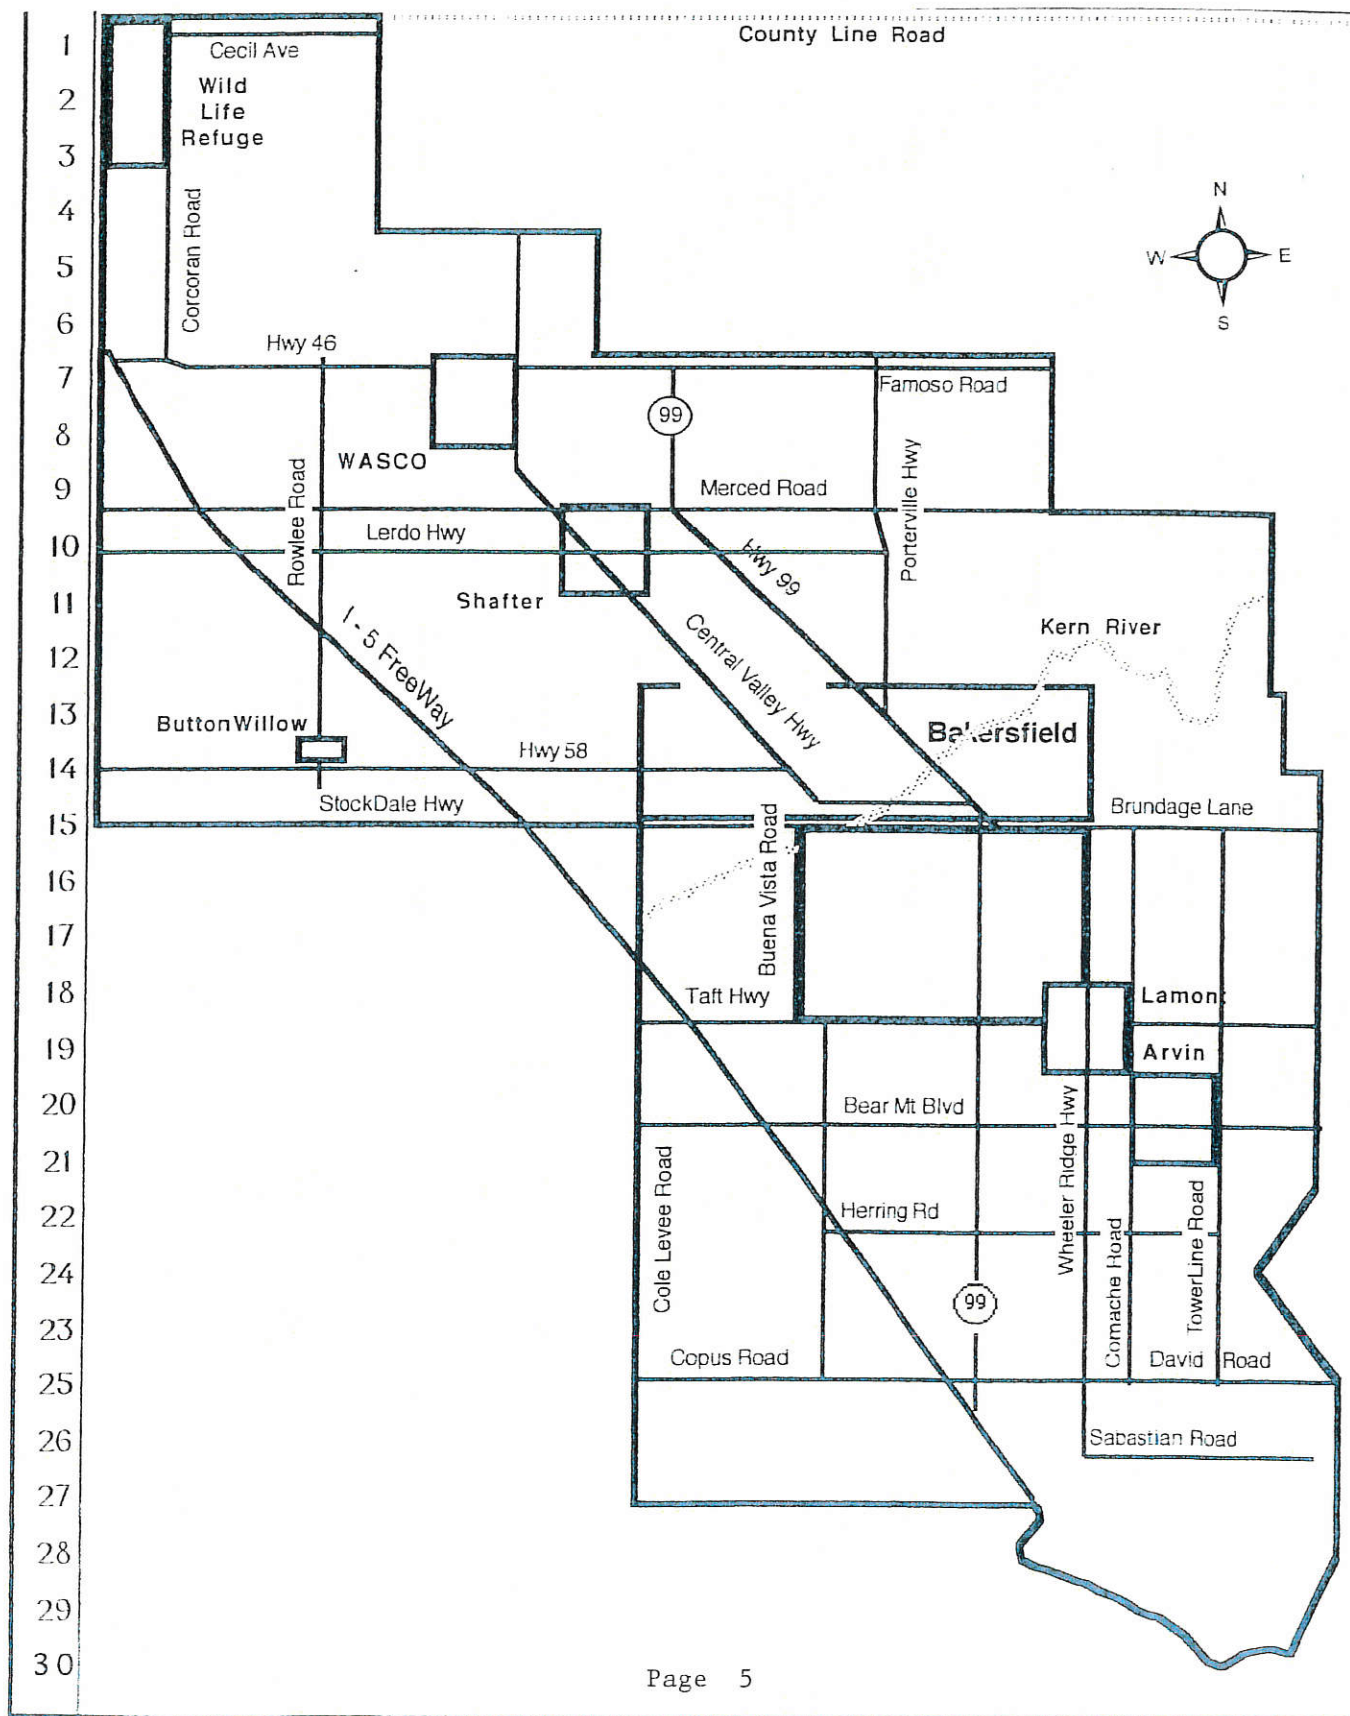 County Line Road
1
Cecil Ave
2
Wild
Life
Refuge
3
4
Corcoran Road
N
W E
S
5
6
Hwy 46
7
Famoso Road
99
8
WASCO
Rowlee Road
Porterville Hwy
9
Merced Road
10
Lerdo Hwy
Hwy 99
11
Shafter
I - 5 FreeWay
Central Valley Hwy
Kern River
12
13
ButtonWillow
Bakersfield
14
Hwy 58
StockDale Hwy
Brundage Lane
15
Buena Vista Road
16
17
18
Taft Hwy
Lamont
19
Arvin
20
Bear Mt Blvd
Wheeler Ridge Hwy
21
Cole Levee Road
22
Herring Rd
Comache Road
TowerLine Road
24
99
23
Copus Road
David Road
25
26
Sabastian Road
27
28
29
30
Page 5